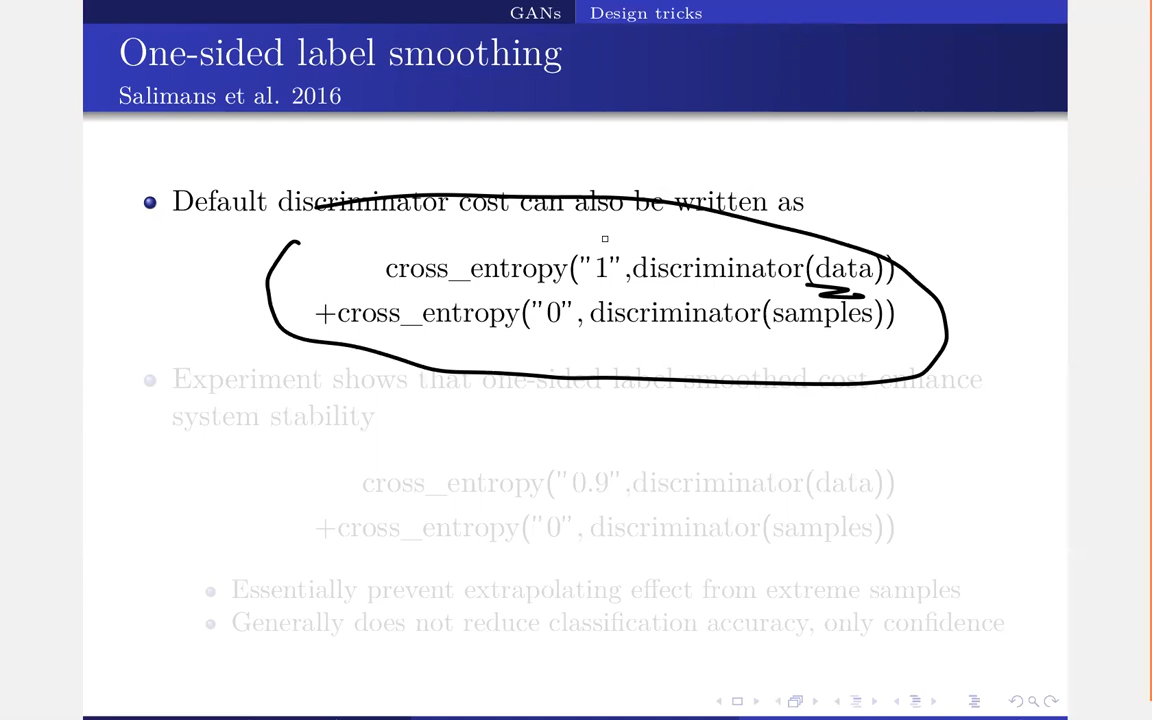 GANs Design tricks
One-sided label smoothing
Salimans et al. 2016
Default discriminator cost can also be written as
cross_entropy("1",discriminator(data))
+cross_entropy("0", discriminator(samples))
Experiment shows that one-sided label smoothed cost enhance
system stability
cross_entropy("0.9",discriminator(data))
+cross_entropy("0", discriminator(samples))
Essentially prevent extrapolating effect from extreme samples
Generally does not reduce classification accuracy, only confidence